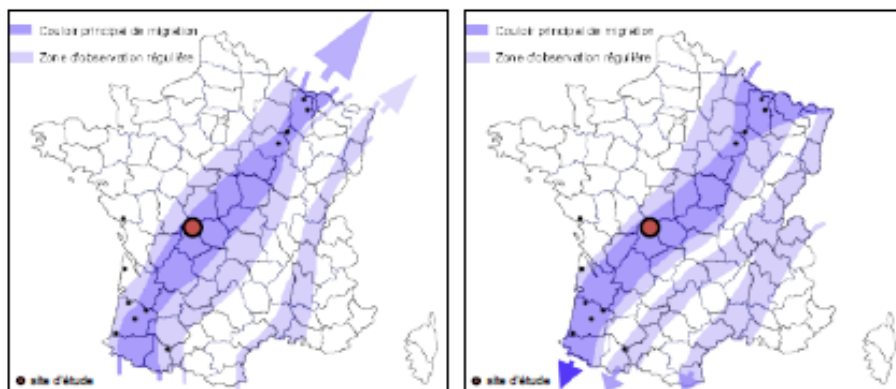 Couloir principal de migration
Zone d'observation régulière
site d'étude
Couloir principal de migration
Zone d'observation régulière
site d'étude